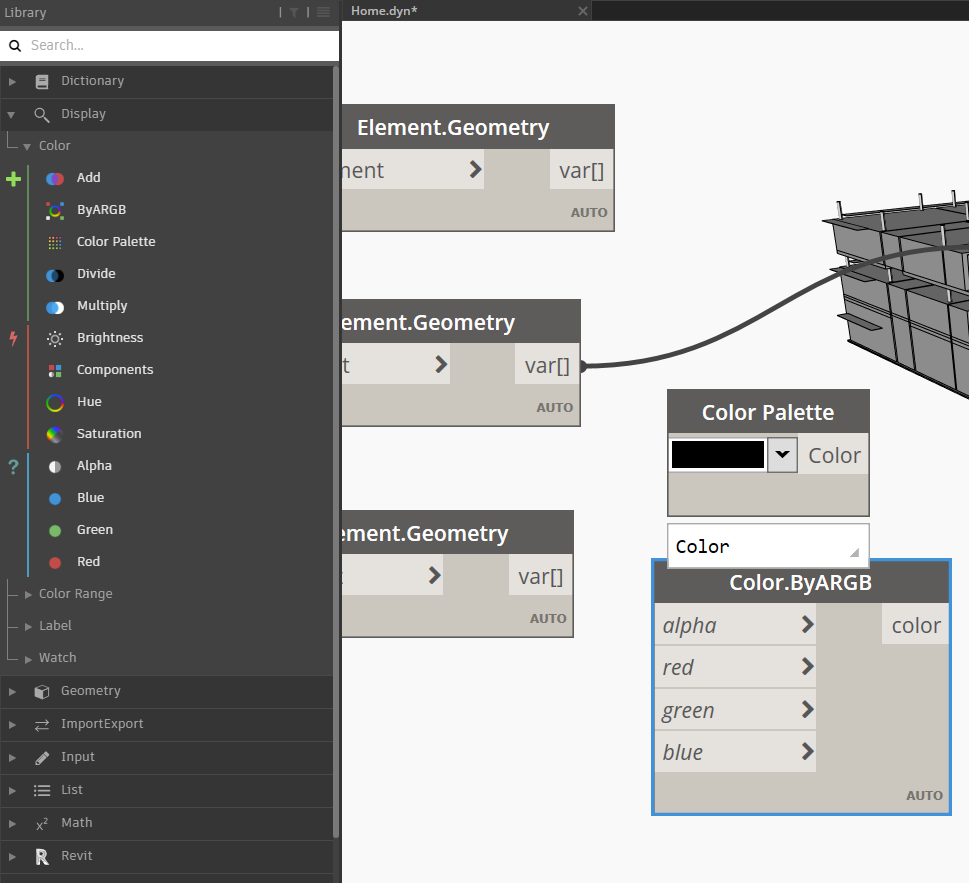 Library
Search...
Dictionary
Display
Color
Add
ByARGB
Color Palette
Divide
Multiply
Brightness
Components
Hue
Saturation
Alpha
Blue
Green
Red
Color Range
Label
Watch
Geometry
ImportExport
Input
List
Math
Revit
Home.dyn*
Element.Geometry
ment > var[]
AUTO
ement.Geometry
t > var[]
AUTO
Color Palette
Color
Color
ement.Geometry
> var[]
AUTO
Color.ByARGB
alpha > color
red >
green >
blue >
AUTO